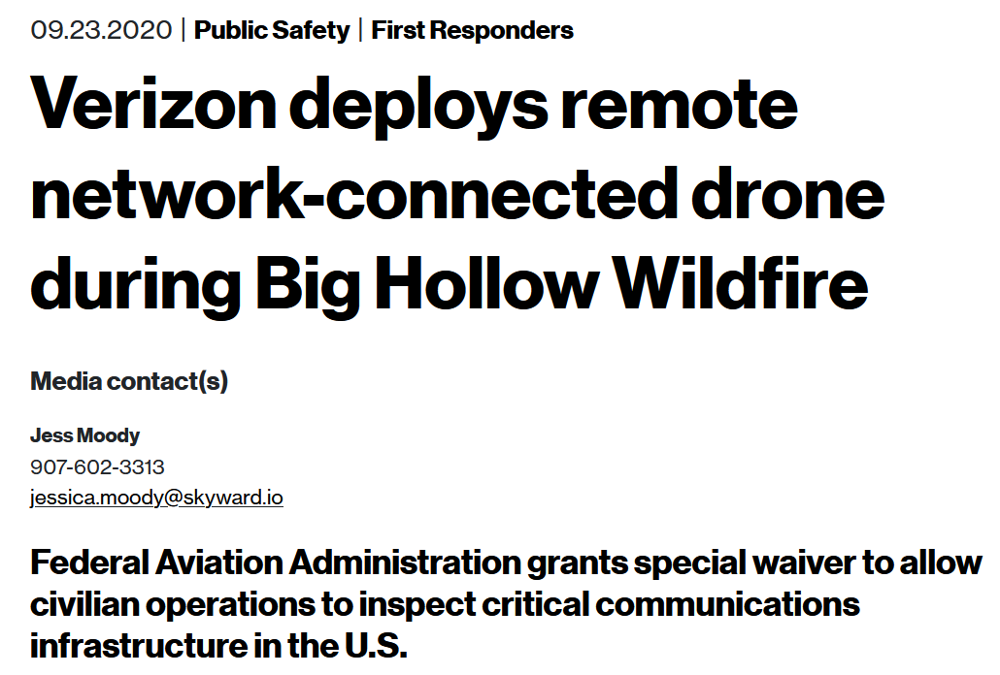 09.23.2020 | Public Safety | First Responders
Verizon deploys remote
network-connected drone
during Big Hollow Wildfire
Media contact(s)
Jess Moody
907-602-3313
jessica.moody@skyward.io
Federal Aviation Administration grants special waiver to allow
civilian operations to inspect critical communications
infrastructure in the U.S.